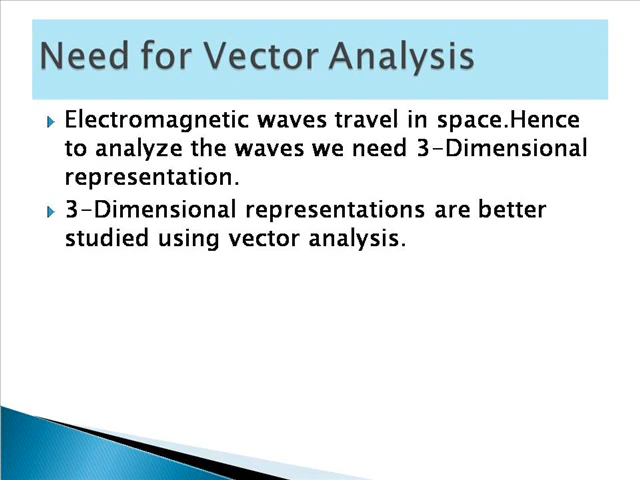 Need for Vector Analysis
Electromagnetic waves travel in space.Hence
to analyze the waves we need 3-Dimensional
representation.
3-Dimensional representations are better
studied using vector analysis.